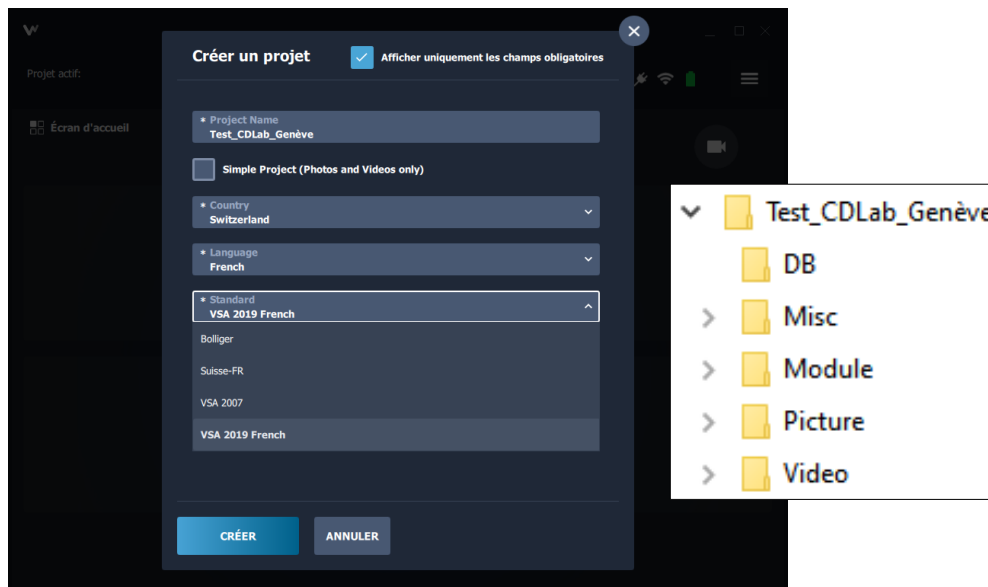 Projet actif:
Écran d'accueil
Créer un projet
Afficher uniquement les champs obligatoires
* Project Name
Test_CDLab_Genève
Simple Project (Photos and Videos only)
* Country
Switzerland
* Language
French
* Standard
VSA 2019 French
Bolliger
Suisse-FR
VSA 2007
VSA 2019 French
CRÉER
ANNULER
Test_CDLab_Genève
DB
Misc
Module
Picture
Video